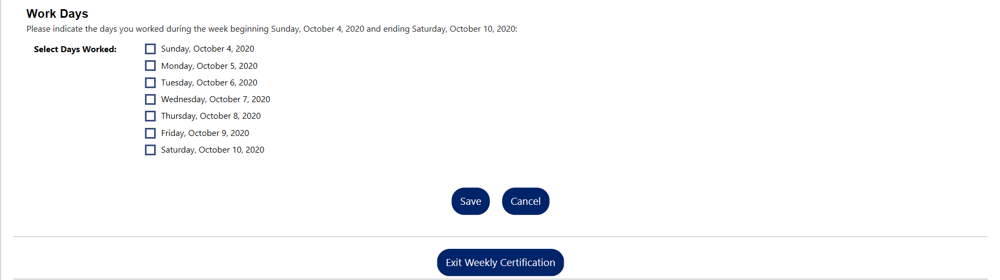 Work Days
Please indicate the days you worked during the week beginning Sunday, October 4, 2020 and ending Saturday, October 10, 2020:
Select Days Worked:
Sunday, October 4, 2020
Monday, October 5, 2020
Tuesday, October 6, 2020
Wednesday, October 7, 2020
Thursday, October 8, 2020
Friday, October 9, 2020
Saturday, October 10, 2020
Save
Cancel
Exit Weekly Certification